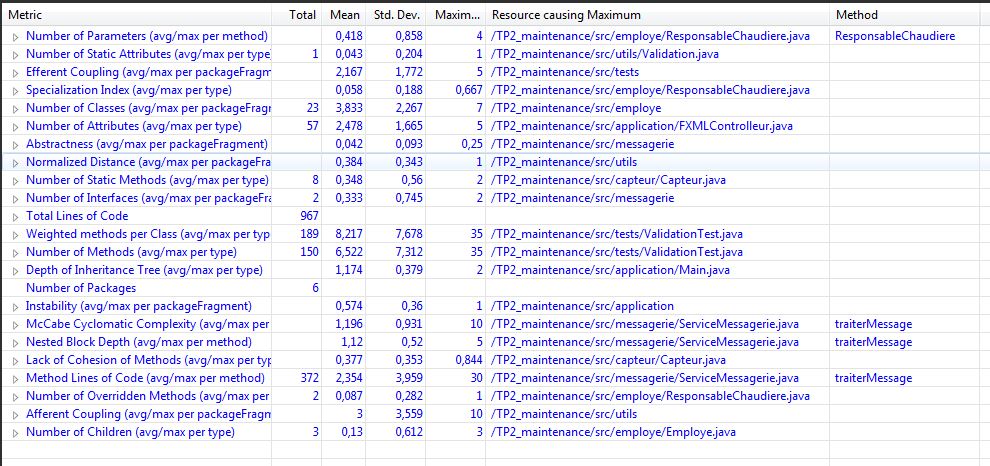 Metric Total Mean Std. Dev. Maxim... Resource causing Maximum Method
Number of Parameters (avg/max per method) 0,418 0,858 4 /TP2_maintenance/src/employe/ResponsableChaudiere.java ResponsableChaudiere
Number of Static Attributes (avg/max per type) 1 0,043 0,204 1 /TP2_maintenance/src/utils/Validation.java
Efferent Coupling (avg/max per packageFragm 2,167 1,772 5 /TP2_maintenance/src/tests
Specialization Index (avg/max per type) 0,058 0,188 0,667 /TP2_maintenance/src/employe/ResponsableChaudiere.java
Number of Classes (avg/max per packageFragr 23 3,833 2,267 7 /TP2_maintenance/src/employe
Number of Attributes (avg/max per type) 57 2,478 1,665 5 /TP2_maintenance/src/application/FXMLControlleur.java
Abstractness (avg/max per packageFragment) 0,042 0,093 0,25 /TP2_maintenance/src/messagerie
Normalized Distance (avg/max per packageFra 0,384 0,343 1 /TP2_maintenance/src/utils
Number of Static Methods (avg/max per type) 8 0,348 0,56 2 /TP2_maintenance/src/capteur/Capteur.java
Number of Interfaces (avg/max per packageFra 2 0,333 0,745 2 /TP2_maintenance/src/messagerie
Total Lines of Code 967
Weighted methods per Class (avg/max per typ 189 8,217 7,678 35 /TP2_maintenance/src/tests/ValidationTest.java
Number of Methods (avg/max per type) 150 6,522 7,312 35 /TP2_maintenance/src/tests/ValidationTest.java
Depth of Inheritance Tree (avg/max per type) 1,174 0,379 2 /TP2_maintenance/src/application/Main.java
Number of Packages 6
Instability (avg/max per packageFragment) 0,574 0,36 1 /TP2_maintenance/src/application
McCabe Cyclomatic Complexity (avg/max per 1,196 0,931 10 /TP2_maintenance/src/messagerie/ServiceMessagerie.java traiterMessage
Nested Block Depth (avg/max per method) 1,12 0,52 5 /TP2_maintenance/src/messagerie/ServiceMessagerie.java traiterMessage
Lack of Cohesion of Methods (avg/max per typ 0,377 0,353 0,844 /TP2_maintenance/src/capteur/Capteur.java
Method Lines of Code (avg/max per method) 372 2,354 3,959 30 /TP2_maintenance/src/messagerie/ServiceMessagerie.java traiterMessage
Number of Overridden Methods (avg/max per 2 0,087 0,282 1 /TP2_maintenance/src/employe/ResponsableChaudiere.java
Afferent Coupling (avg/max per packageFragm 3 3,559 10 /TP2_maintenance/src/utils
Number of Children (avg/max per type) 3 0,13 0,612 3 /TP2_maintenance/src/employe/Employe.java